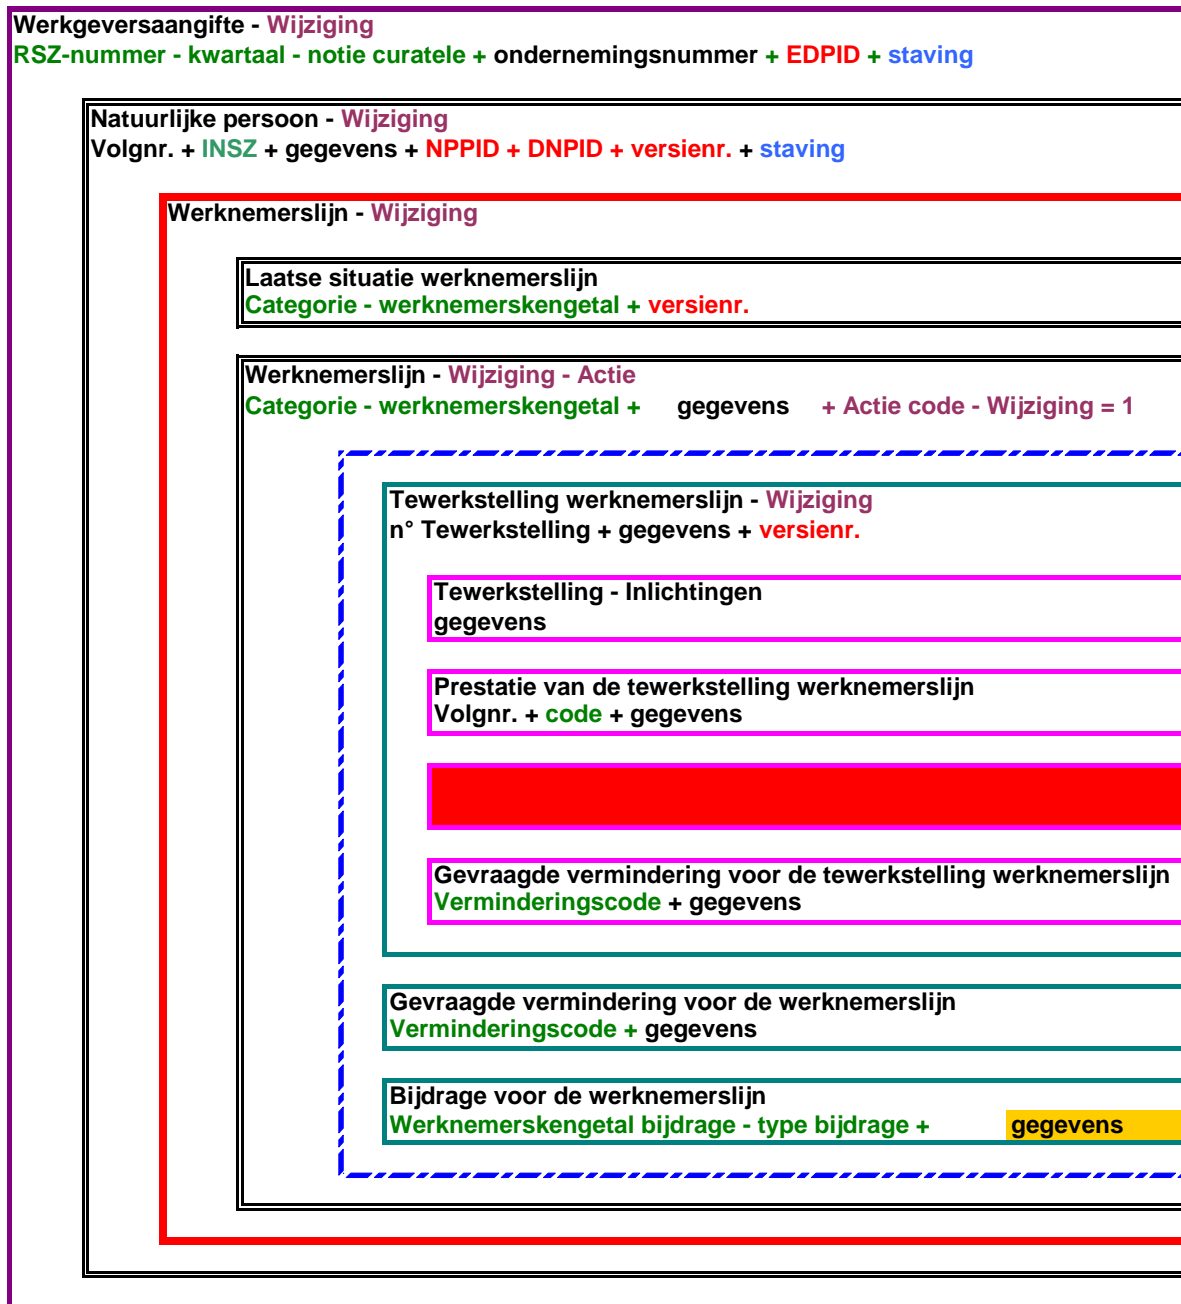 Werkgeversaangifte - Wijziging
RSZ-nummer - kwartaal - notie curatele + ondernemingsnummer + EDPID + staving
Natuurlijke persoon - Wijziging
Volgnr. + INSZ + gegevens + NPPID + DNPID + versienr. + staving
Werknemerslijn - Wijziging
Laatse situatie werknemerslijn
Categorie - werknemerskengetal + versienr.
Werknemerslijn - Wijziging - Actie
Categorie - werknemerskengetal + gegevens + Actie code - Wijziging = 1
Tewerkstelling werknemerslijn - Wijziging
n° Tewerkstelling + gegevens + versienr.
Tewerkstelling - Inlichtingen
gegevens
Prestatie van de tewerkstelling werknemerslijn
Volgnr. + code + gegevens
Gevraagde vermindering voor de tewerkstelling werknemerslijn
Verminderingscode + gegevens
Gevraagde vermindering voor de werknemerslijn
Verminderingscode + gegevens
Bijdrage voor de werknemerslijn
Werknemerskengetal bijdrage - type bijdrage + gegevens